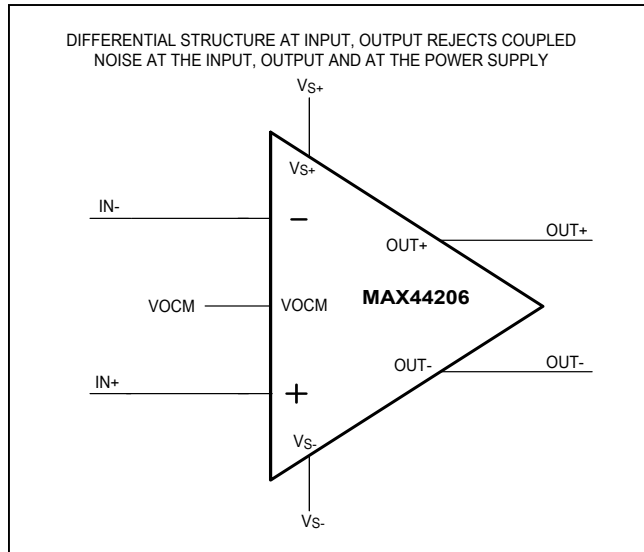 DIFFERENTIAL STRUCTURE AT INPUT, OUTPUT REJECTS COUPLED
NOISE AT THE INPUT, OUTPUT AND AT THE POWER SUPPLY
VS+
VS+
IN-
−
OUT+
OUT+
VOCM
VOCM
MAX44206
IN+
+
OUT-
OUT-
VS-
VS-